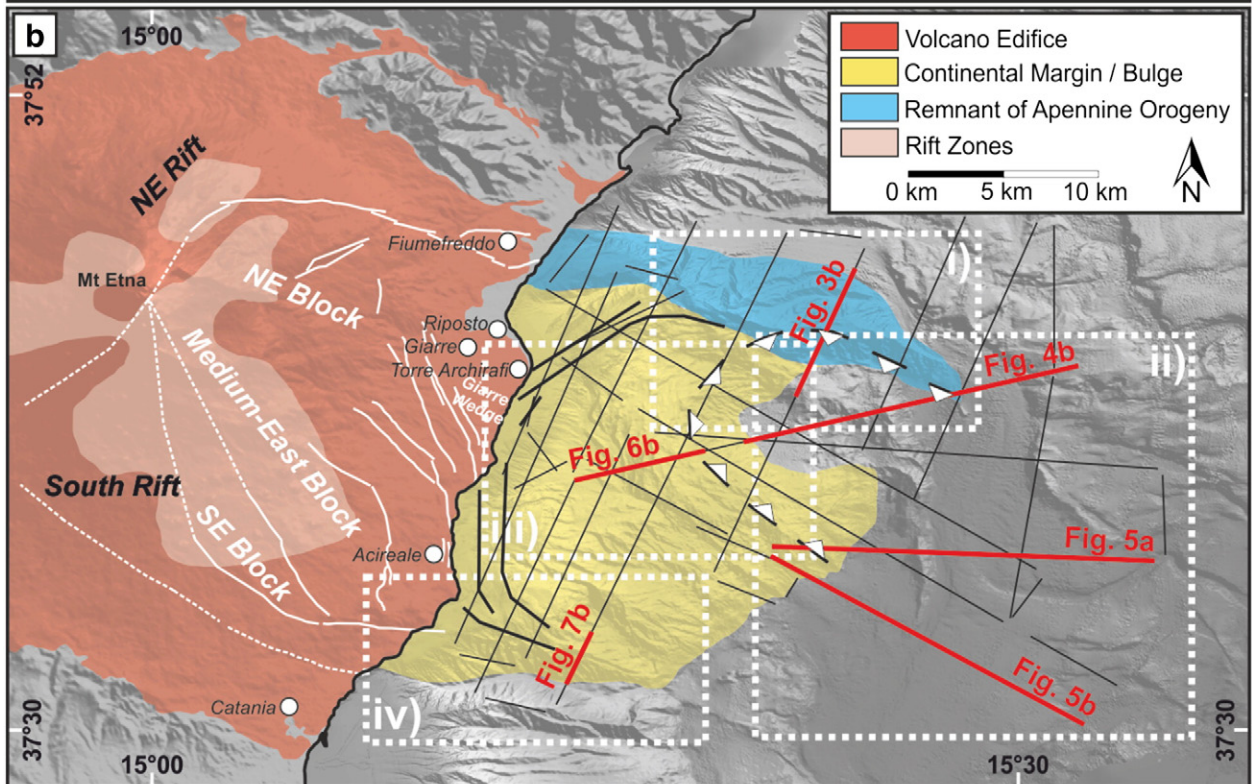 b
15°00
37°52
Volcano Edifice
Continental Margin / Bulge
Remnant of Apennine Orogeny
Rift Zones
0 km 5 km 10 km
N
NE Rift
Fiumefreddo
i)
Mt Etna
NE Block
Fig. 3b
Riposto
Giarre
Torre Archirafi
Giarre
Wedge
Fig. 4b
ii)
Medium-East Block
Fig. 6b
South Rift
SE Block
iii)
Acireale
Fig. 5a
Fig. 7b
Fig. 5b
Catania
iv)
37°30
37°30
15°00
15°30